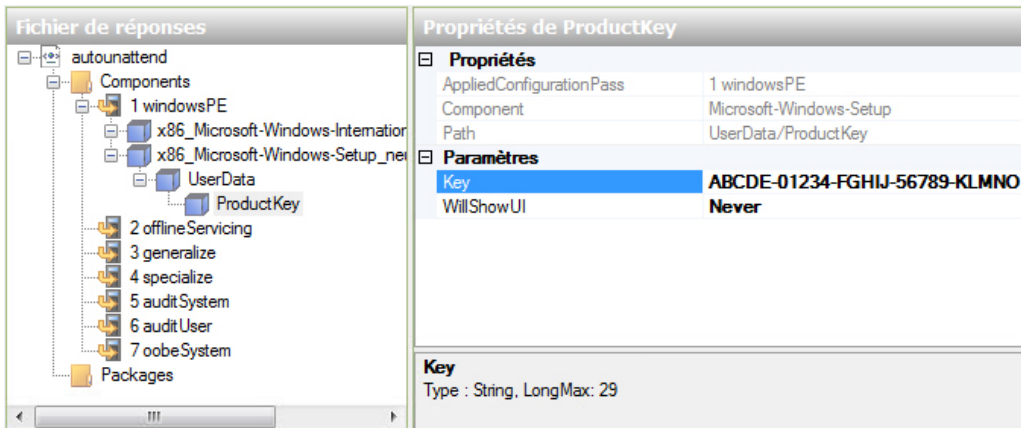 Fichier de réponses
autounattend
Components
1 windowsPE
x86_Microsoft-Windows-Internation
x86_Microsoft-Windows-Setup_neu
UserData
ProductKey
2 offlineServicing
3 generalize
4 specialize
5 auditSystem
6 auditUser
7 oobeSystem
Packages
Propriétés de ProductKey
Propriétés
AppliedConfigurationPass 1 windowsPE
Component Microsoft-Windows-Setup
Path UserData/ProductKey
Paramètres
Key ABCDE-01234-FGHIJ-56789-KLMNO
WillShowUI Never
Key
Type : String, LongMax: 29